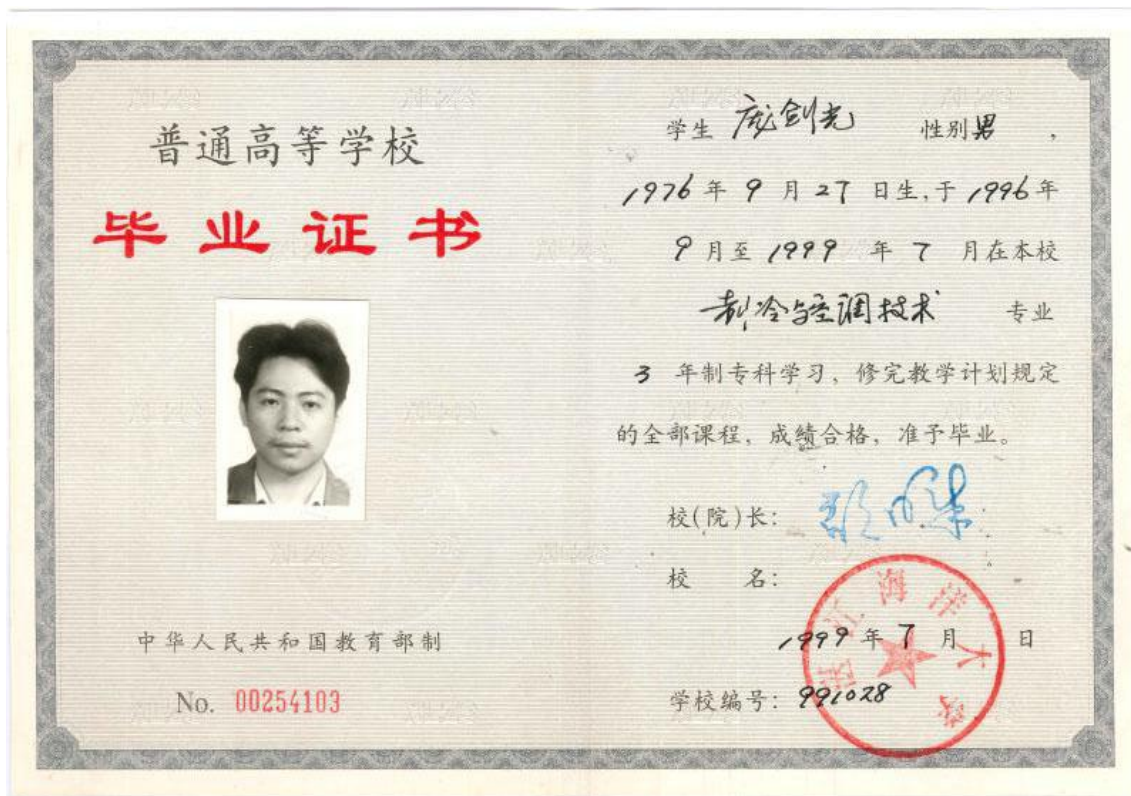 普通高等学校
毕业证书
中华人民共和国教育部制
No. 00254103
学生 庞剑光 性别男,
1976年9月27日生,于1996年
9月至1999年7月在本校
制冷与空调技术 专业
3 年制专科学习, 修完教学计划规定
的全部课程, 成绩合格, 准予毕业。
校(院)长:
校 名:
湛江海洋大学
1999年7月 日
学校编号: 991028